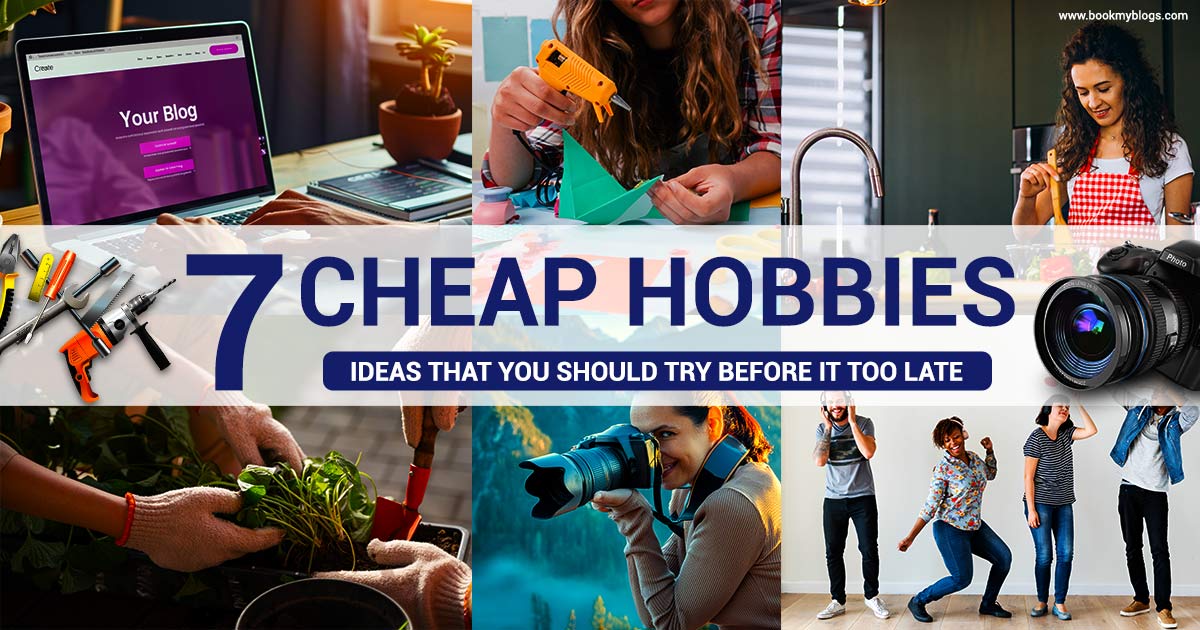 www.bookmyblogs.com
Create
Your Blog
7 CHEAP HOBBIES
IDEAS THAT YOU SHOULD TRY BEFORE IT TOO LATE
Photo